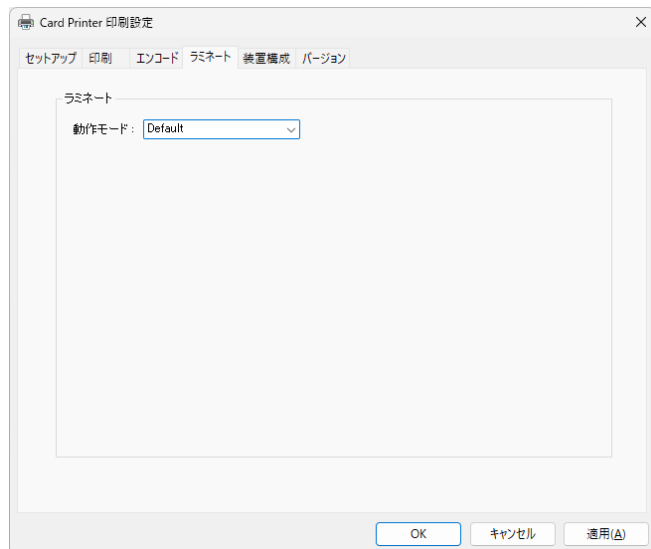 Card Printer 印刷設定
セットアップ 印刷 エンコード ラミネート 装置構成 バージョン
ラミネート
動作モード : Default
OK キャンセル 適用(A)